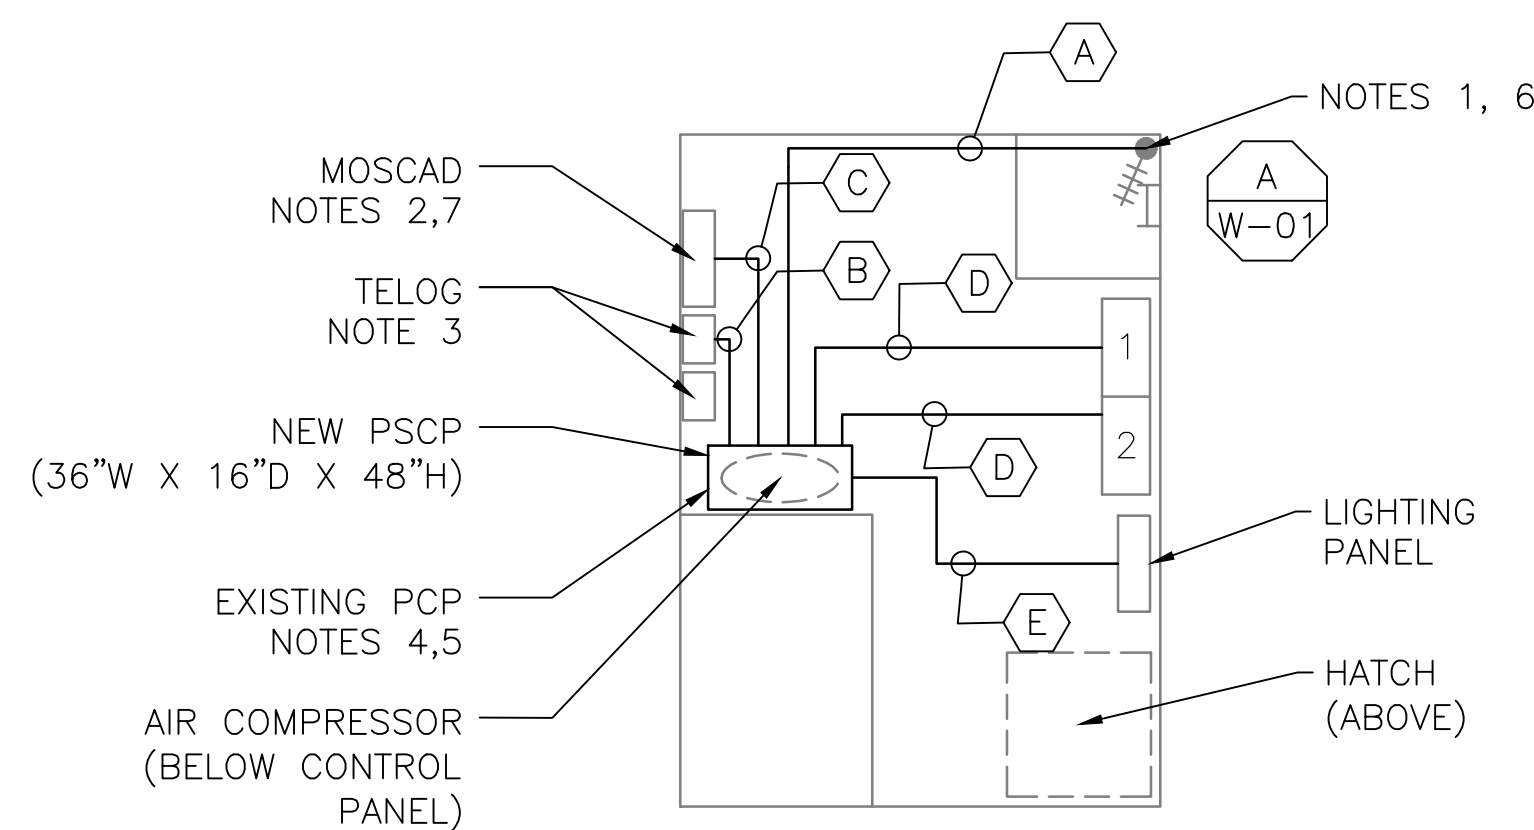 A
NOTES 1, 6
MOSCAD
NOTES 2,7
C
A
W-01
B
TELOG
NOTE 3
D
1
NEW PSCP
(36”W X 16”D X 48”H)
2
D
LIGHTING
PANEL
EXISTING PCP
NOTES 4,5
E
HATCH
(ABOVE)
AIR COMPRESSOR
(BELOW CONTROL
PANEL)